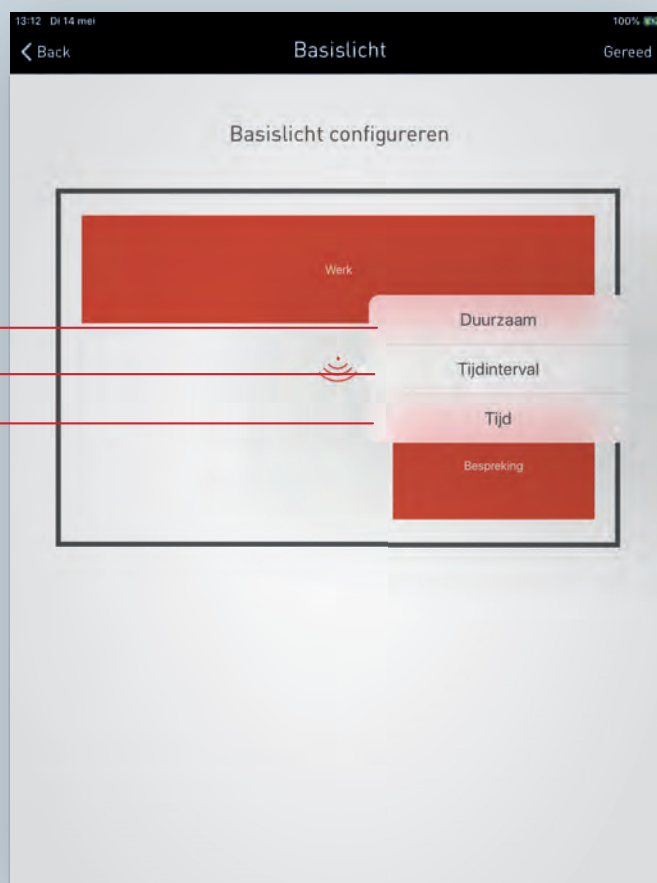 13:12 Di 14 mei
100%
Back
Basislicht
Gereed
Basislicht configureren
Werk
Duurzaam
Tijdinterval
Tijd
Bespreking